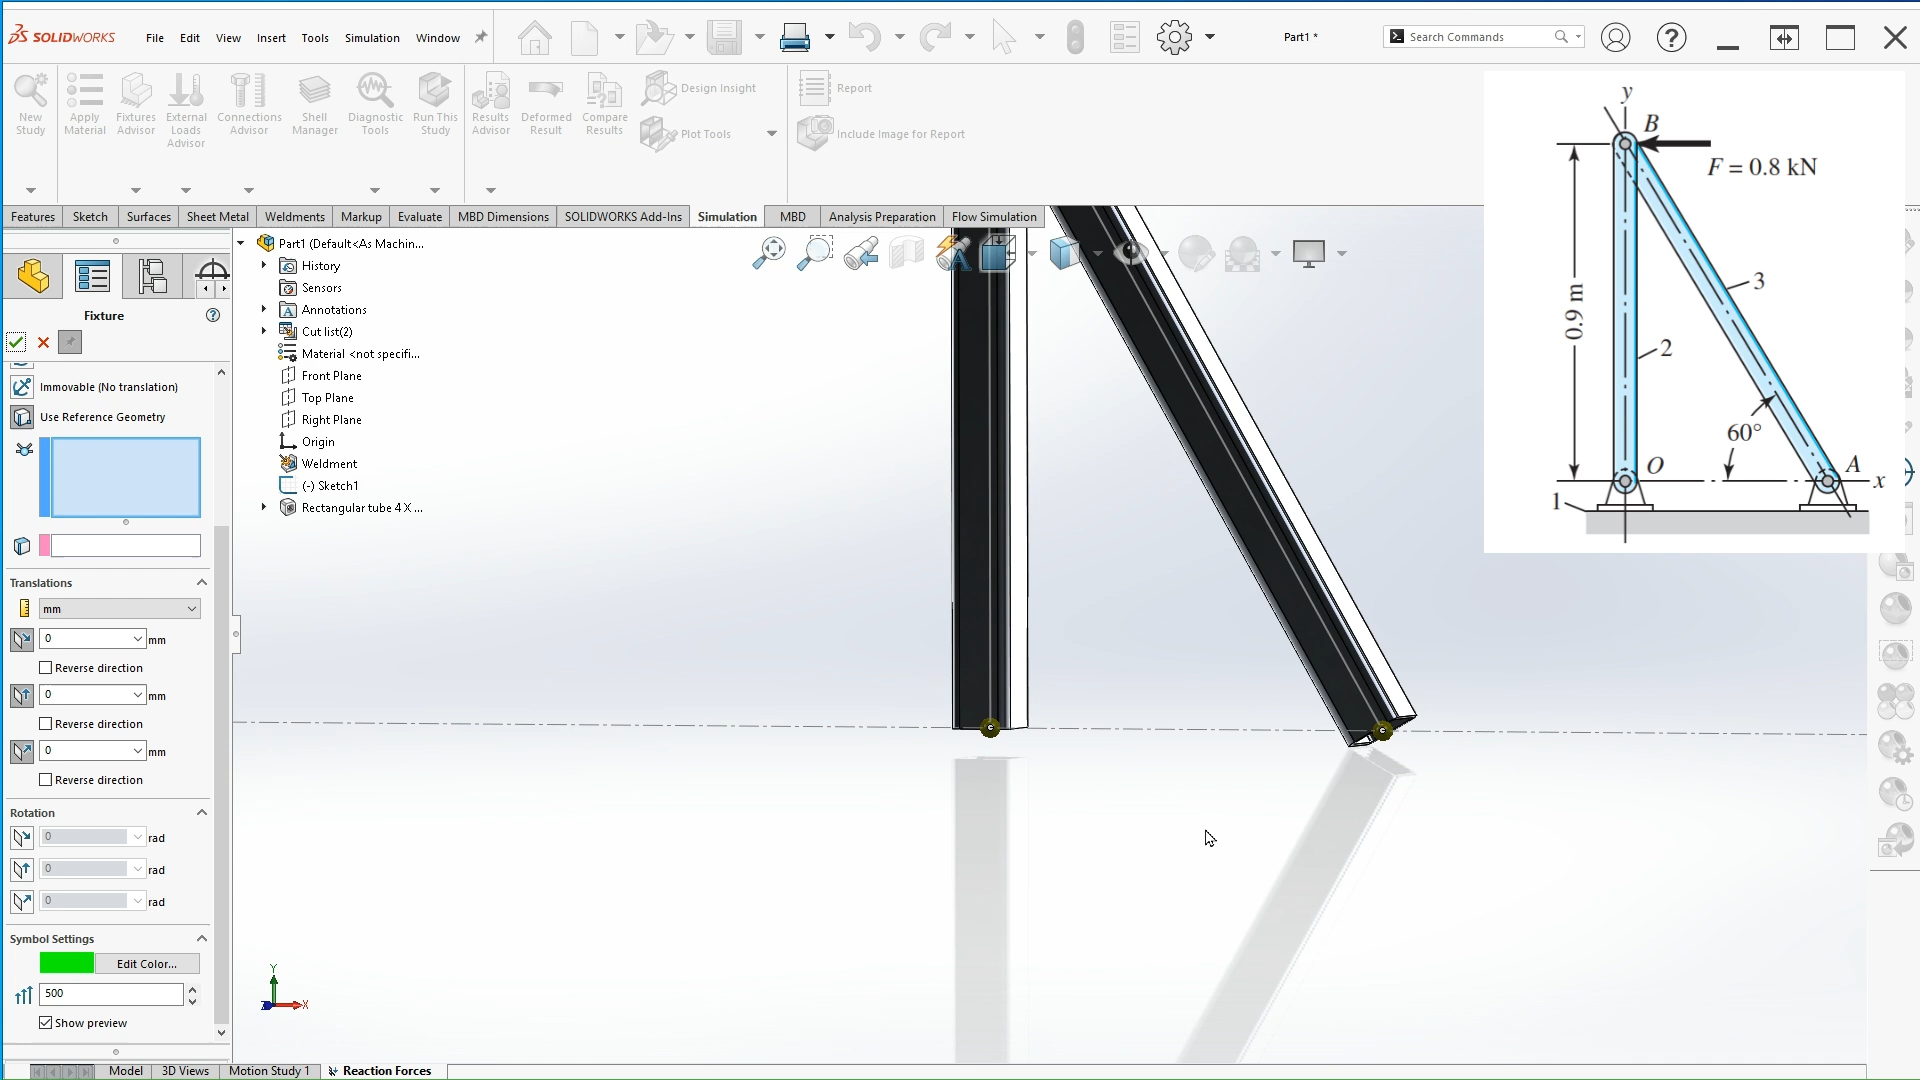 SOLIDWORKS
File Edit View Insert Tools Simulation Window
Part1 *
Search Commands
New Study
Apply Material
Fixtures Advisor
External Loads Advisor
Connections Advisor
Shell Manager
Diagnostic Tools
Run This Study
Results Advisor
Deformed Result
Compare Results
Design Insight
Plot Tools
Report
Include Image for Report
Features Sketch Surfaces Sheet Metal Weldments Markup Evaluate MBD Dimensions SOLIDWORKS Add-Ins Simulation MBD Analysis Preparation Flow Simulation
Fixture
Immovable (No translation)
Use Reference Geometry
Translations
mm
0 mm
Reverse direction
0 mm
Reverse direction
0 mm
Reverse direction
Rotation
0 rad
0 rad
0 rad
Symbol Settings
Edit Color...
500
Show preview
Part1 (Default<As Machin...
History
Sensors
Annotations
Cut list(2)
Material <not specifi...
Front Plane
Top Plane
Right Plane
Origin
Weldment
(-) Sketch1
Rectangular tube 4 X ...
Y
X
y
B
F = 0.8 kN
3
0.9 m
2
60°
O
A
x
1
Model 3D Views Motion Study 1 Reaction Forces